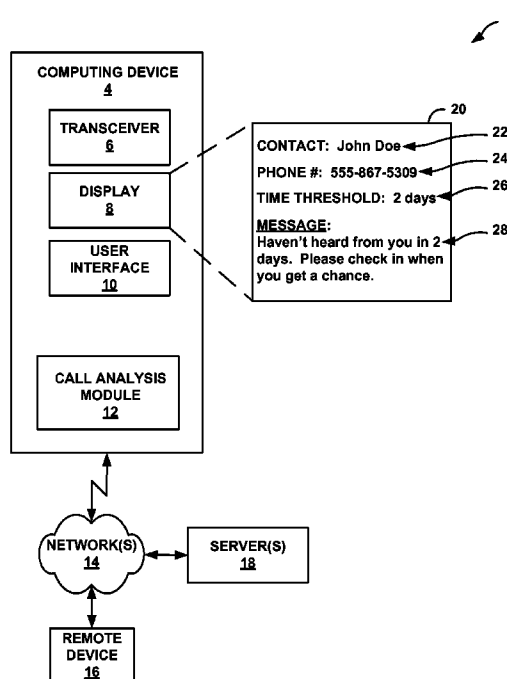 COMPUTING DEVICE
4
TRANSCEIVER
6
DISPLAY
8
USER
INTERFACE
10
CALL ANALYSIS
MODULE
12
20
CONTACT: John Doe
22
PHONE #: 555-867-5309
24
TIME THRESHOLD: 2 days
26
MESSAGE:
Haven't heard from you in 2
days. Please check in when
you get a chance.
28
NETWORK(S)
14
SERVER(S)
18
REMOTE
DEVICE
16